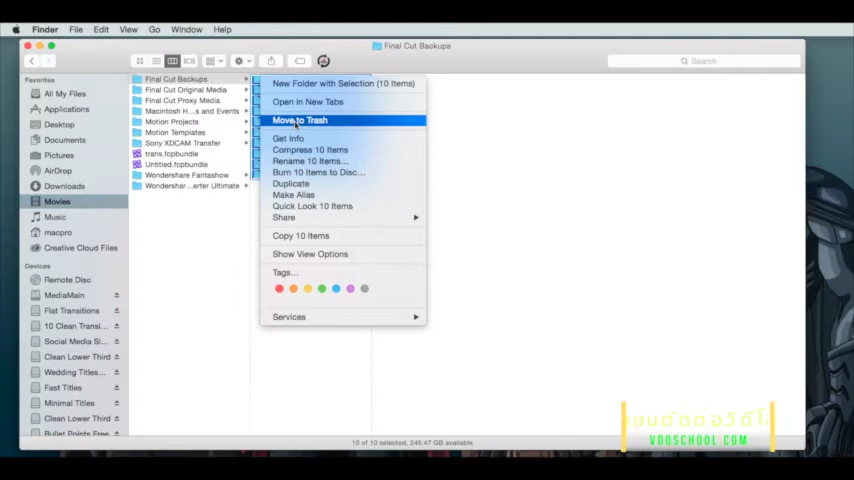 Finder File Edit View Go Window Help
Final Cut Backups
Search
Favorites
All My Files
Applications
Desktop
Documents
Pictures
AirDrop
Downloads
Movies
Music
macpro
Creative Cloud Files
Devices
Remote Disc
MediaMain
Flat Transitions
10 Clean Transi...
Social Media Si...
Clean Lower Third
Wedding Titles...
Fast Titles
Minimal Titles
Clean Lower Third
Bullet Points Free
Final Cut Backups
Final Cut Original Media
Final Cut Proxy Media
Macintosh H...s and Events
Motion Projects
Motion Templates
Sony XDCAM Transfer
trans.fcpbundle
Untitled.fcpbundle
Wondershare Fantashow
Wondershar...erter Ultimate
New Folder with Selection (10 Items)
Open in New Tabs
Move to Trash
Get Info
Compress 10 Items
Rename 10 Items...
Burn 10 Items to Disc...
Duplicate
Make Alias
Quick Look 10 Items
Share
Copy 10 Items
Show View Options
Tags...
Services
10 of 10 selected, 245.47 GB available
VDOSCHOOL.COM